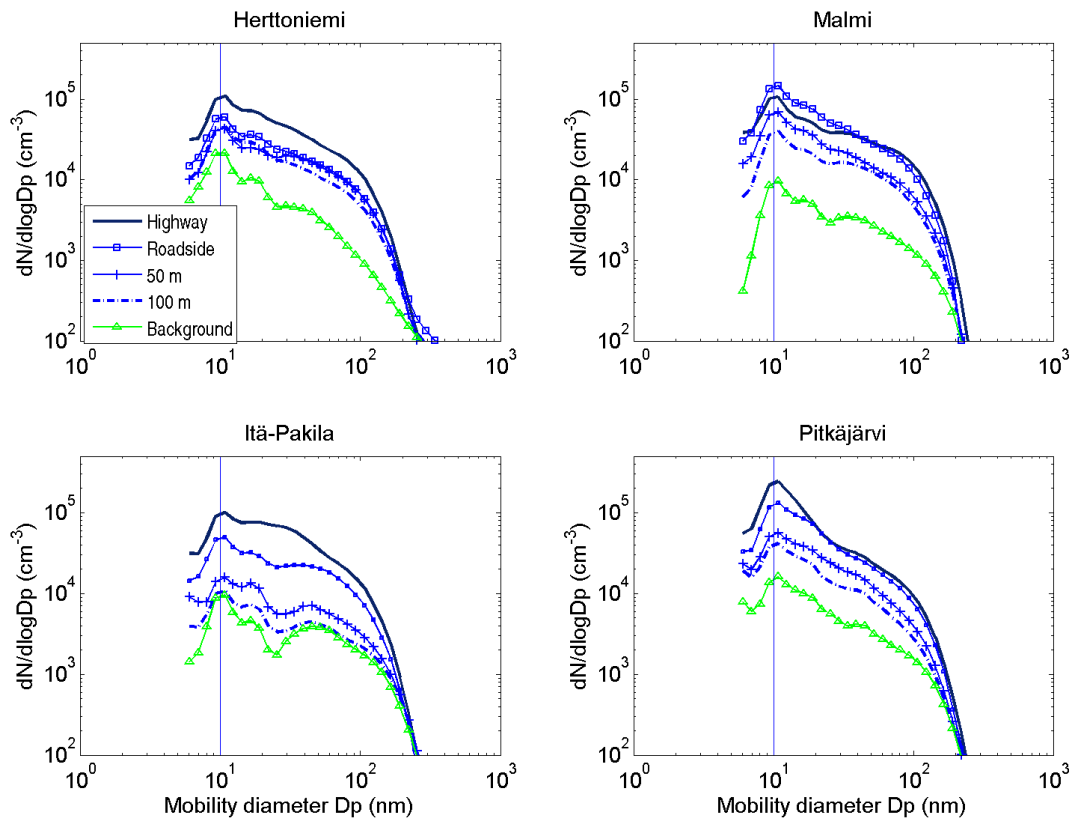 Herttoniemi
dN/dlogDp (cm⁻³)
10⁵
10⁴
10³
10²
Highway
Roadside
50 m
100 m
Background
10⁰ 10¹ 10² 10³
Malmi
dN/dlogDp (cm⁻³)
10⁵
10⁴
10³
10²
10⁰ 10¹ 10² 10³
Itä-Pakila
dN/dlogDp (cm⁻³)
10⁵
10⁴
10³
10²
10⁰ 10¹ 10² 10³
Mobility diameter Dp (nm)
Pitkäjärvi
dN/dlogDp (cm⁻³)
10⁵
10⁴
10³
10²
10⁰ 10¹ 10² 10³
Mobility diameter Dp (nm)